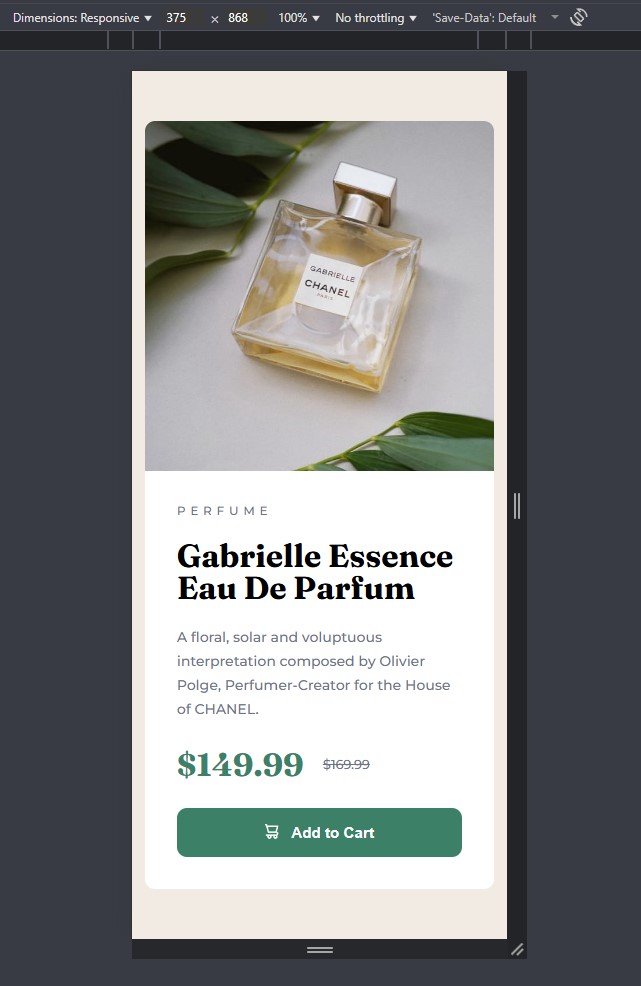 Dimensions: Responsive 375 × 868 100% No throttling 'Save-Data': Default
GABRIELLE
CHANEL
PARIS
PERFUME
Gabrielle Essence
Eau De Parfum
A floral, solar and voluptuous
interpretation composed by Olivier
Polge, Perfumer-Creator for the House
of CHANEL.
$149.99 $169.99
Add to Cart